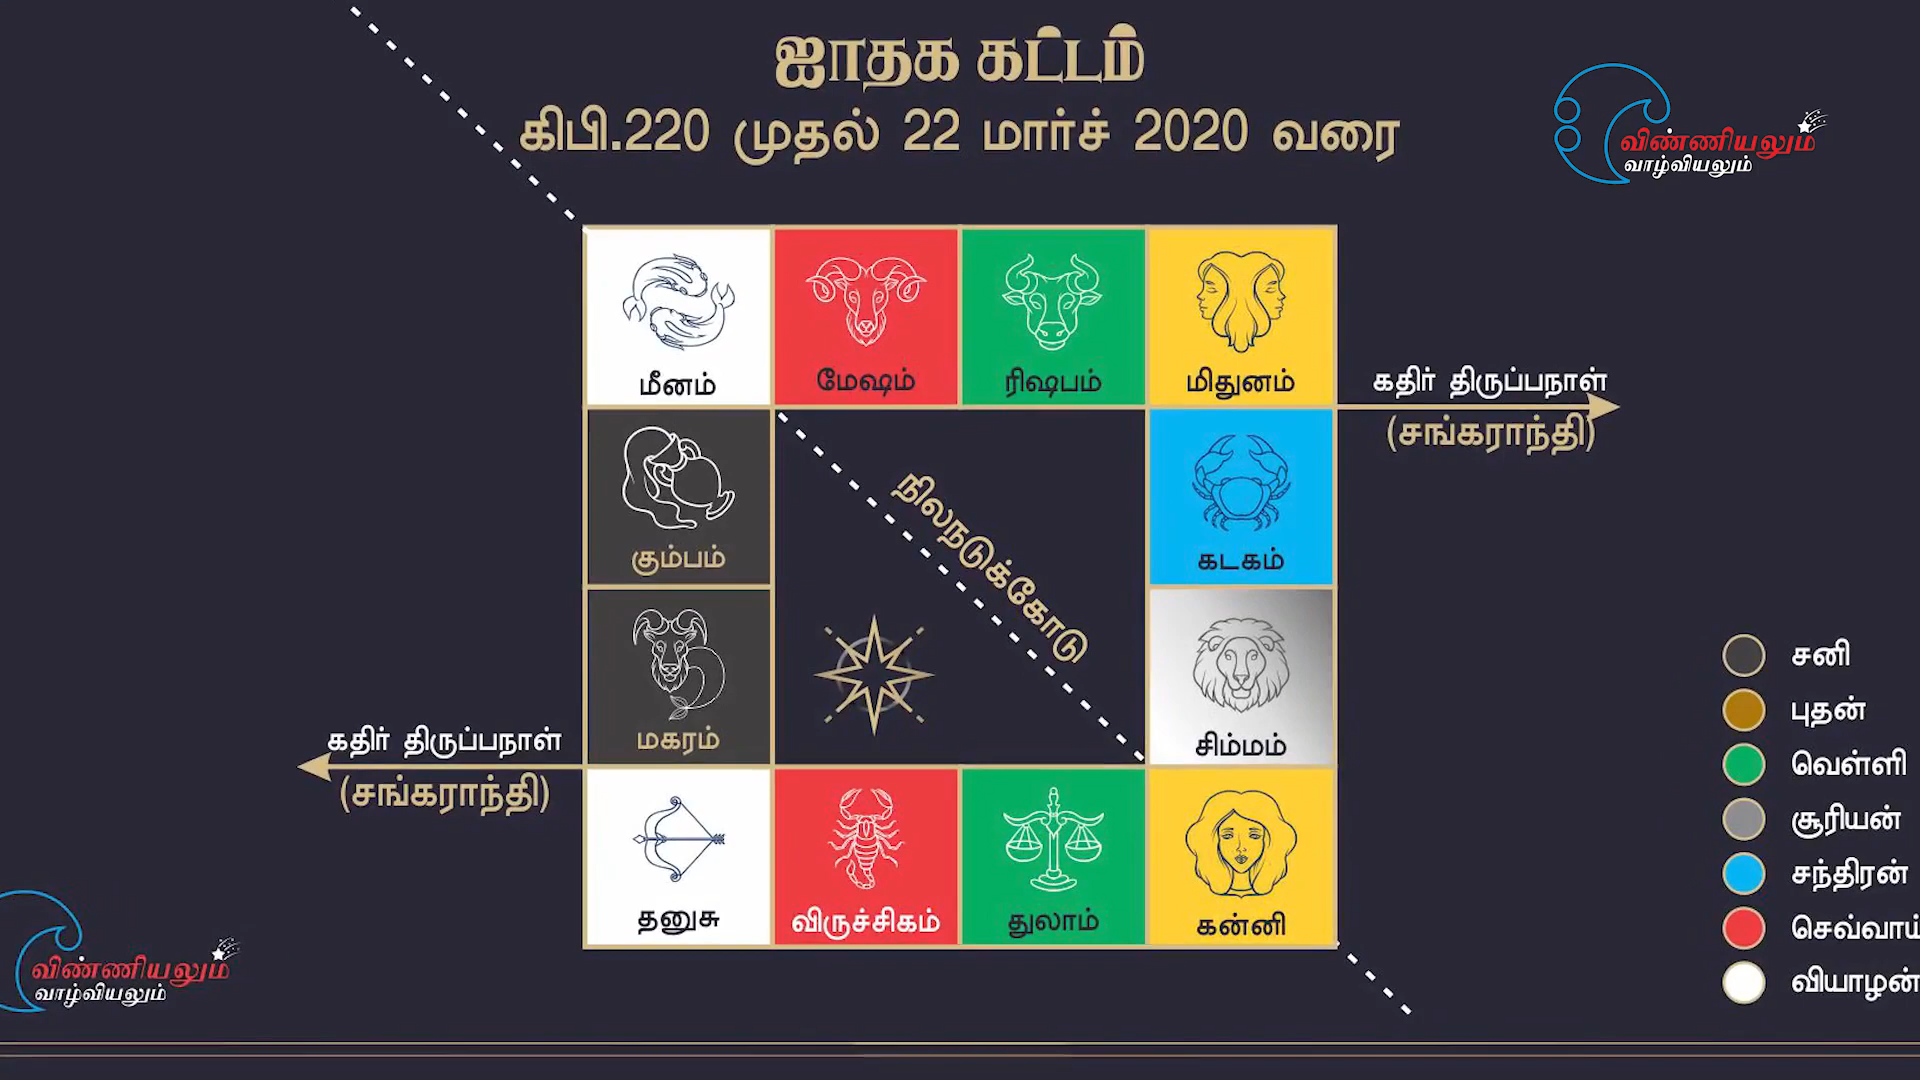 ஜாதக கட்டம்
கிபி.220 முதல் 22 மார்ச் 2020 வரை
விண்ணியலும்
வாழ்வியலும்
மீனம்
மேஷம்
ரிஷபம்
மிதுனம்
கதிர் திருப்பநாள்
(சங்கராந்தி)
கும்பம்
நிலநடுக்கோடு
கடகம்
மகரம்
சிம்மம்
கதிர் திருப்பநாள்
(சங்கராந்தி)
தனுசு
விருச்சிகம்
துலாம்
கன்னி
சனி
புதன்
வெள்ளி
சூரியன்
சந்திரன்
செவ்வாய்
வியாழன்
விண்ணியலும்
வாழ்வியலும்